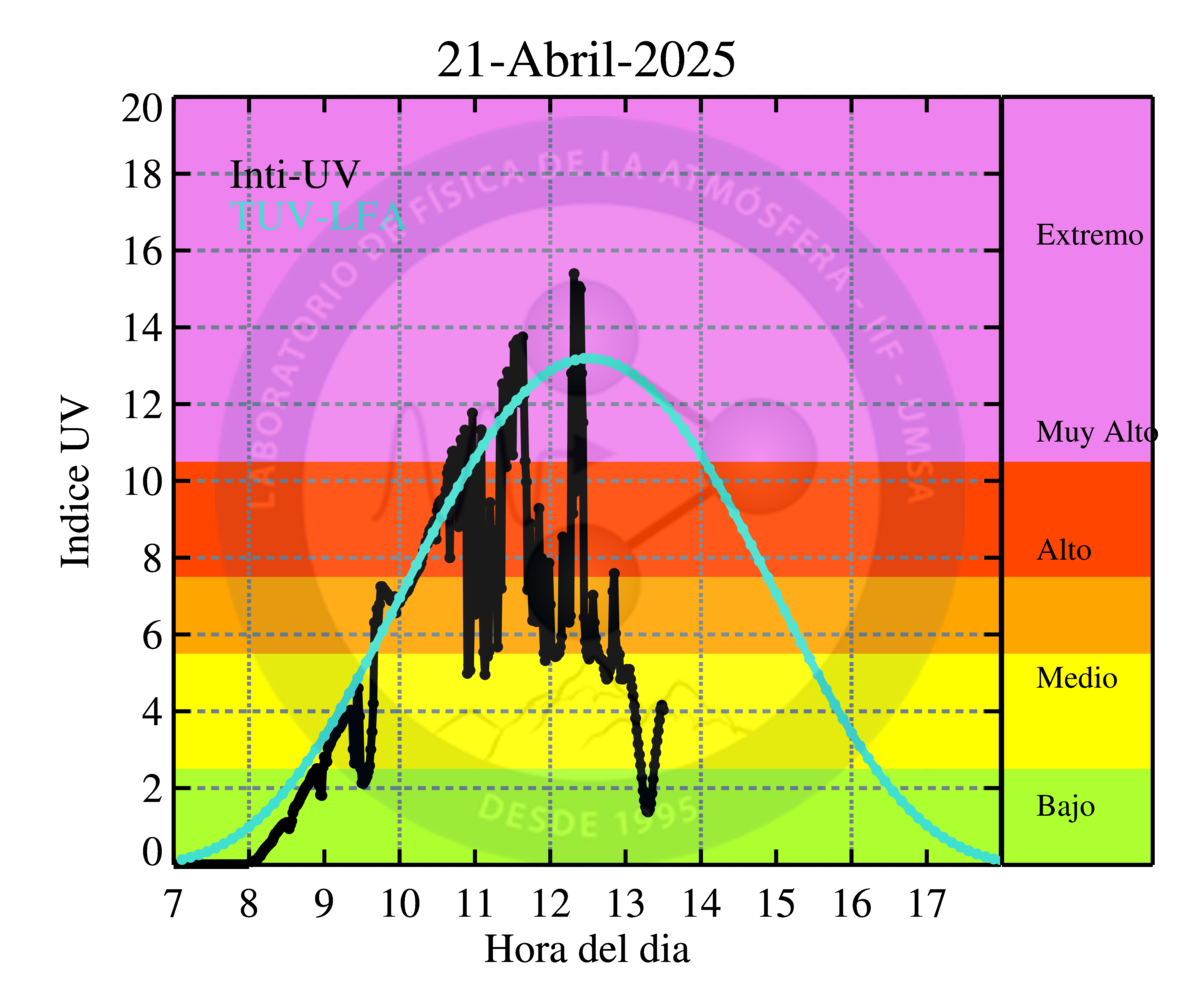 21-Abril-2025
20
18
16
14
12
10
8
6
4
2
0
Indice UV
Inti-UV
TUV-LFA
LABORATORIO DE FÍSICA DE LA ATMÓSFERA - IIF - UMSA
DESDE 1995
Extremo
Muy Alto
Alto
Medio
Bajo
7 8 9 10 11 12 13 14 15 16 17
Hora del dia